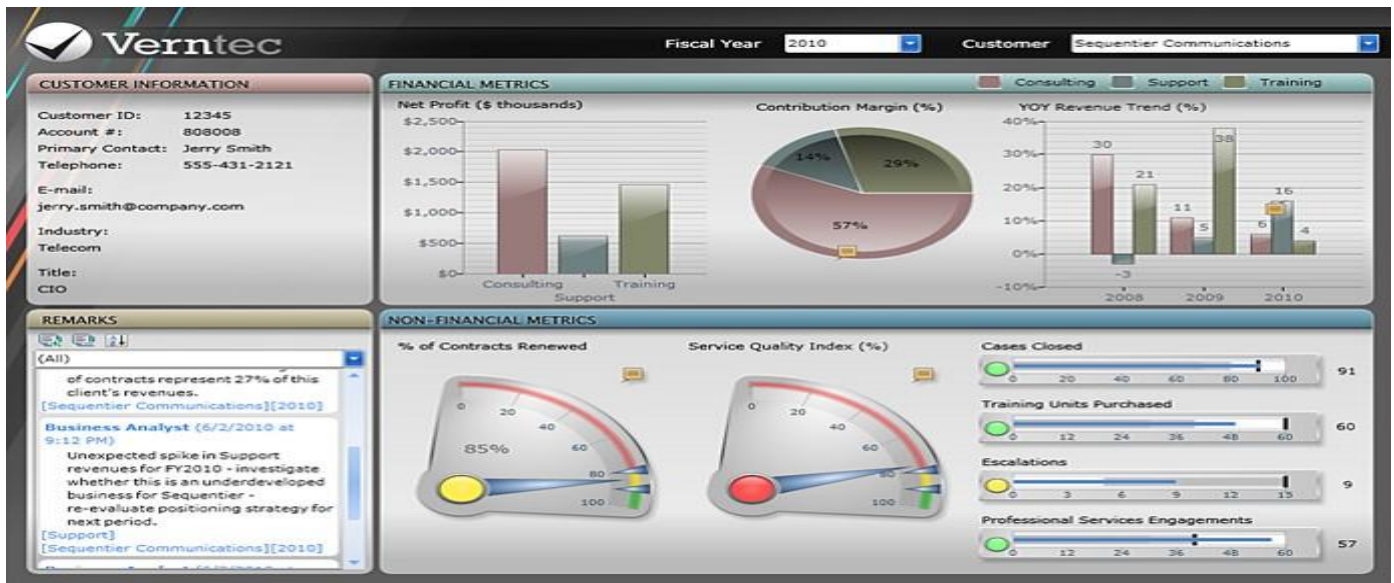 Verntec
Fiscal Year 2010 Customer Sequentier Communications
CUSTOMER INFORMATION
Customer ID: 12345
Account #: 808008
Primary Contact: Jerry Smith
Telephone: 555-431-2121
E-mail:
jerry.smith@company.com
Industry:
Telecom
Title:
CIO
FINANCIAL METRICS
Consulting Support Training
Net Profit ($ thousands)
$2,500
$2,000
$1,500
$1,000
$500
$0
Consulting Training
Support
Contribution Margin (%)
14% 29%
57%
YOY Revenue Trend (%)
40%
30%
20%
10%
0%
-10%
30 -3 21
11 5 38
6 16 4
2008 2009 2010
REMARKS
(All)
of contracts represent 27% of this
client's revenues.
[Sequentier Communications][2010]
Business Analyst (6/2/2010 at
9:12 PM)
Unexpected spike in Support
revenues for FY2010 - investigate
whether this is an underdeveloped
business for Sequentier -
re-evaluate positioning strategy for
next period.
[Support]
[Sequentier Communications][2010]
NON-FINANCIAL METRICS
% of Contracts Renewed
0 20 40 60 80 100
85%
Service Quality Index (%)
0 20 40 60 80 100
Cases Closed
0 20 40 60 80 100 91
Training Units Purchased
0 12 24 36 48 60 60
Escalations
0 3 6 9 12 15 9
Professional Services Engagements
0 12 24 36 48 60 57